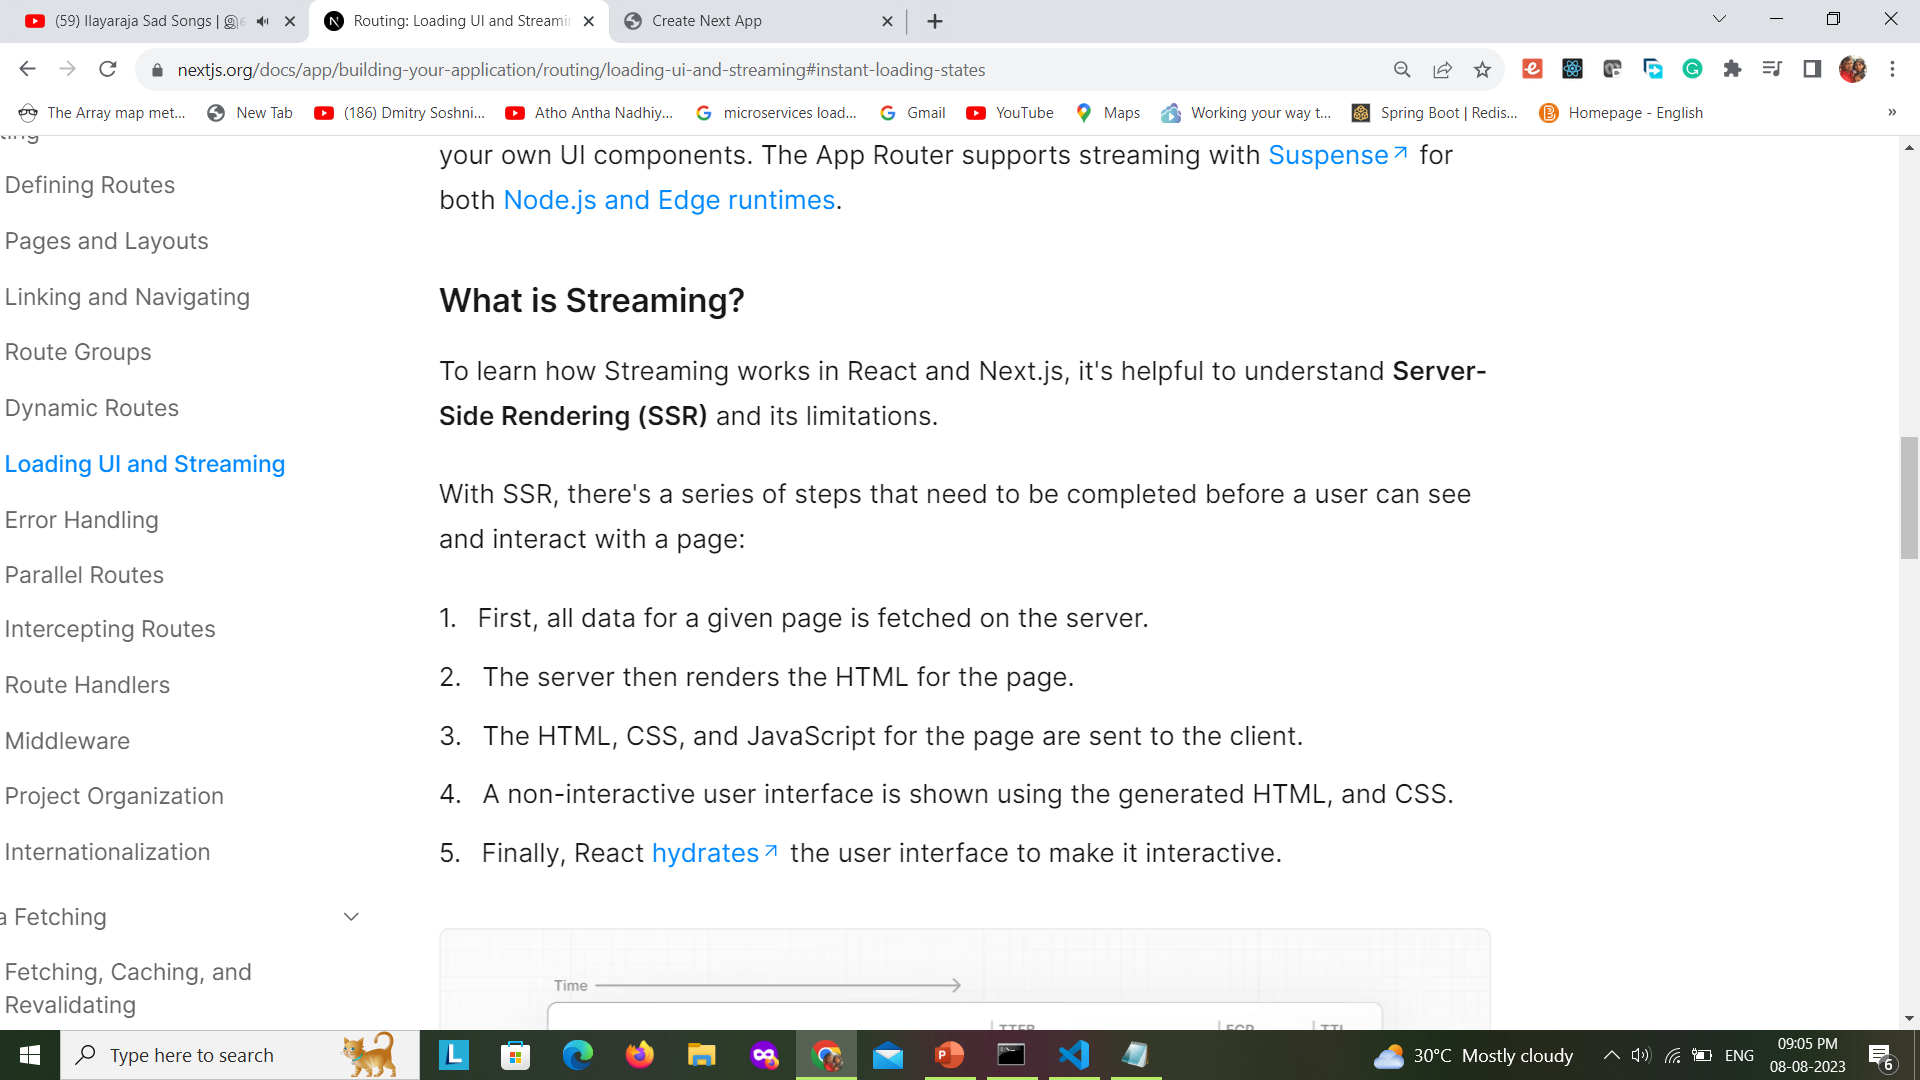 (59) Ilayaraja Sad Songs |
Routing: Loading UI and Streamin
Create Next App
nextjs.org/docs/app/building-your-application/routing/loading-ui-and-streaming#instant-loading-states
The Array map met...
New Tab
(186) Dmitry Soshni...
Atho Antha Nadhiy...
microservices load...
Gmail
YouTube
Maps
Working your way t...
Spring Boot | Redis...
Homepage - English
»
Defining Routes
Pages and Layouts
Linking and Navigating
Route Groups
Dynamic Routes
Loading UI and Streaming
Error Handling
Parallel Routes
Intercepting Routes
Route Handlers
Middleware
Project Organization
Internationalization
a Fetching
Fetching, Caching, and
Revalidating
your own UI components. The App Router supports streaming with Suspense↗ for
both Node.js and Edge runtimes.
What is Streaming?
To learn how Streaming works in React and Next.js, it's helpful to understand Server-
Side Rendering (SSR) and its limitations.
With SSR, there's a series of steps that need to be completed before a user can see
and interact with a page:
1. First, all data for a given page is fetched on the server.
2. The server then renders the HTML for the page.
3. The HTML, CSS, and JavaScript for the page are sent to the client.
4. A non-interactive user interface is shown using the generated HTML, and CSS.
5. Finally, React hydrates↗ the user interface to make it interactive.
Time
TTFB
FCP
TTI
Type here to search
30°C Mostly cloudy
ENG
09:05 PM
08-08-2023
6